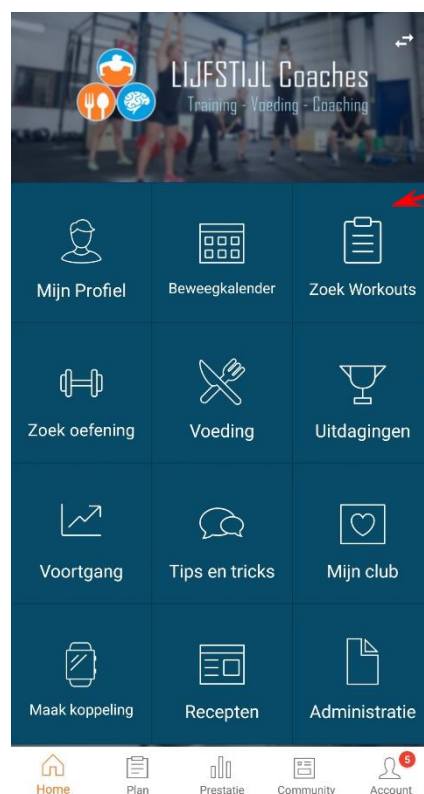 LIJFSTIJL Coaches
Training - Voeding - Coaching
Mijn Profiel
Beweegkalender
Zoek Workouts
Zoek oefening
Voeding
Uitdagingen
Voortgang
Tips en tricks
Mijn club
Maak koppeling
Recepten
Administratie
5
Home
Plan
Prestatie
Community
Account